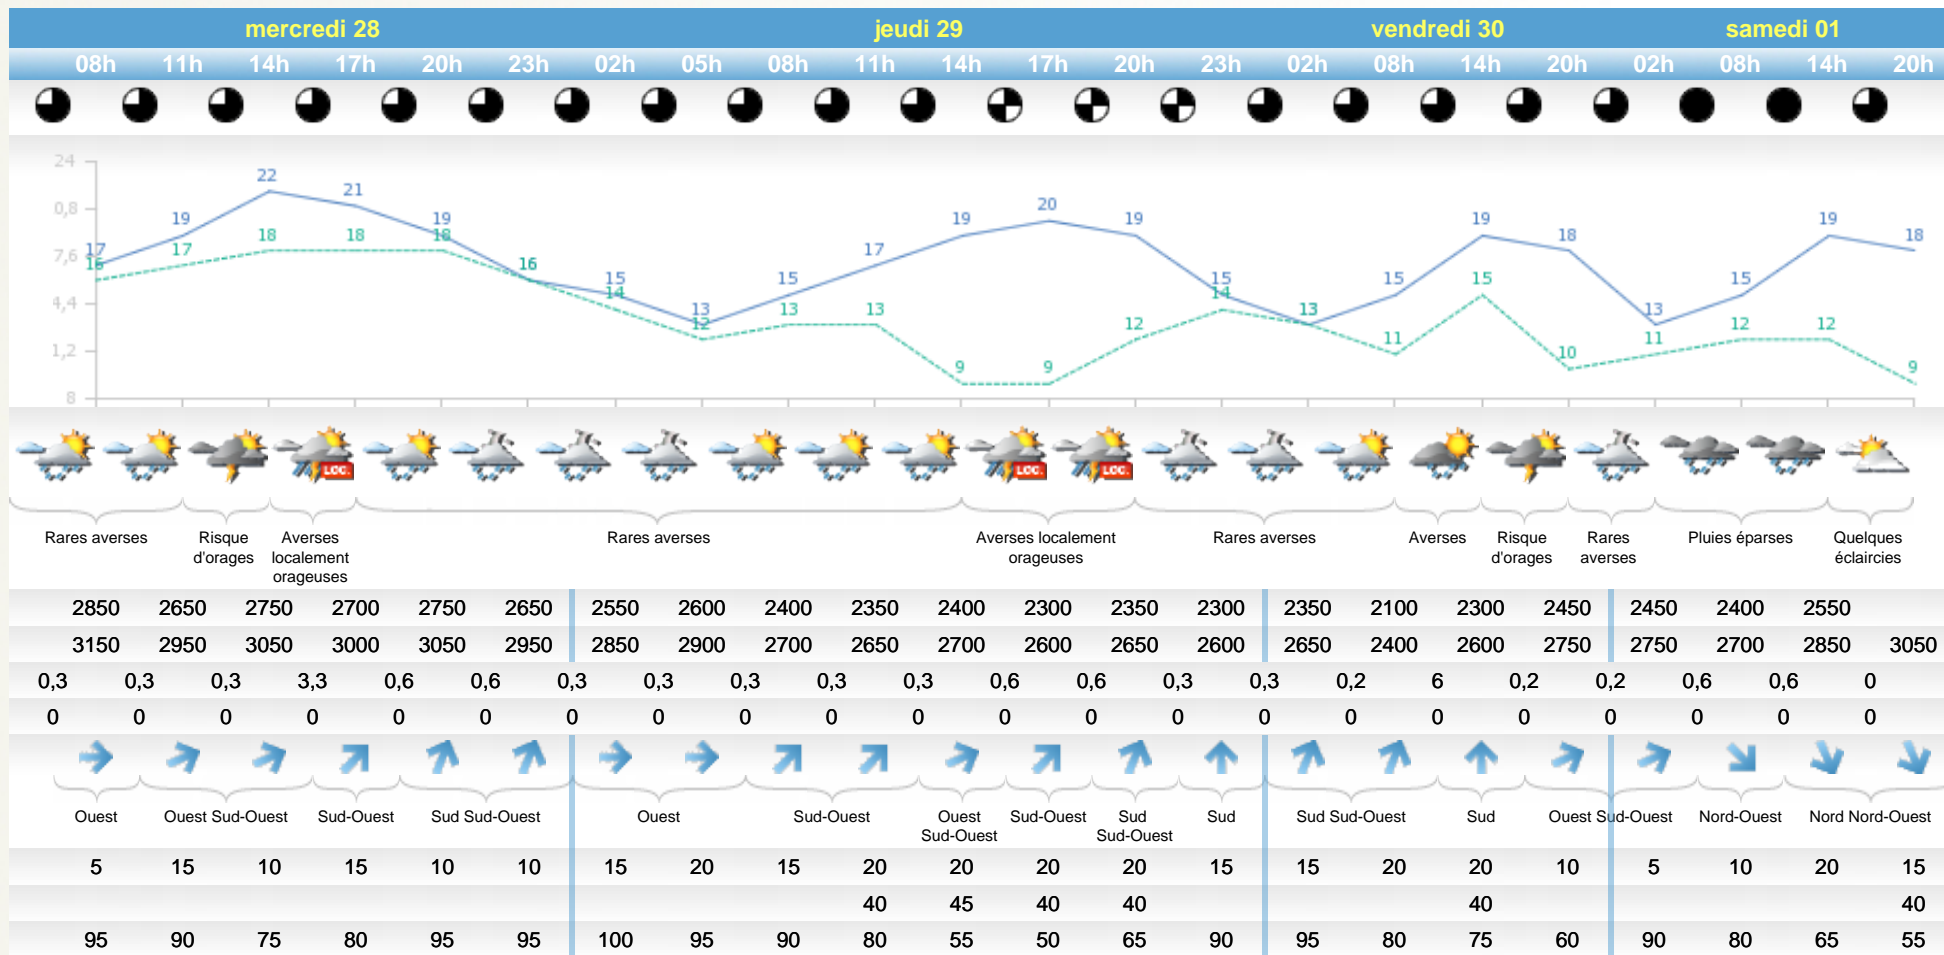 mercredi 28 jeudi 29 vendredi 30 samedi 01
08h 11h 14h 17h 20h 23h 02h 05h 08h 11h 14h 17h 20h 23h 02h 08h 14h 20h 02h 08h 14h 20h
24
0,8
7,6
4,4
1,2
8
17 19 22 21 19 16 15 13 15 17 19 20 19 15 13 15 19 18 13 15 19 18
16 17 18 18 18 16 14 12 13 13 9 9 12 14 13 11 15 10 11 12 12 9
LOC. LOC. LOC.
Rares averses Risque Averses Rares averses Averses localement Rares averses Averses Risque Rares Pluies éparses Quelques
d'orages localement orageuses d'orages averses éclaircies
orageuses
2850 2650 2750 2700 2750 2650 2550 2600 2400 2350 2400 2300 2350 2300 2350 2100 2300 2450 2450 2400 2550
3150 2950 3050 3000 3050 2950 2850 2900 2700 2650 2700 2600 2650 2600 2650 2400 2600 2750 2750 2700 2850 3050
0,3 0,3 0,3 3,3 0,6 0,6 0,3 0,3 0,3 0,3 0,3 0,6 0,6 0,3 0,3 0,2 6 0,2 0,2 0,6 0,6 0
0 0 0 0 0 0 0 0 0 0 0 0 0 0 0 0 0 0 0 0 0 0
Ouest Ouest Sud-Ouest Sud-Ouest Sud Sud-Ouest Ouest Sud-Ouest Ouest Sud-Ouest Sud Sud Sud Sud-Ouest Sud Ouest Sud-Ouest Nord-Ouest Nord Nord-Ouest
Sud-Ouest Sud-Ouest
5 15 10 15 10 10 15 20 15 20 20 20 20 15 15 20 20 10 5 10 20 15
40 45 40 40 40 40
95 90 75 80 95 95 100 95 90 80 55 50 65 90 95 80 75 60 90 80 65 55